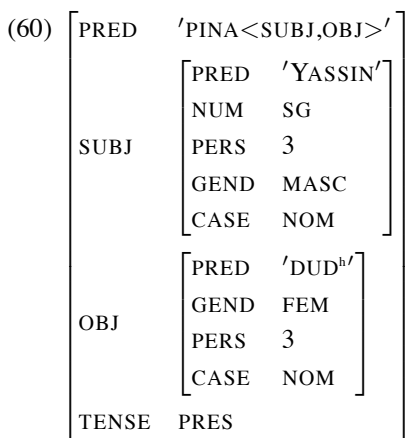 (60) PRED 'PINA<SUBJ,OBJ>'
PRED 'YASSIN'
NUM SG
SUBJ PERS 3
GEND MASC
CASE NOM
PRED 'DUDʰ'
GEND FEM
OBJ PERS 3
CASE NOM
TENSE PRES